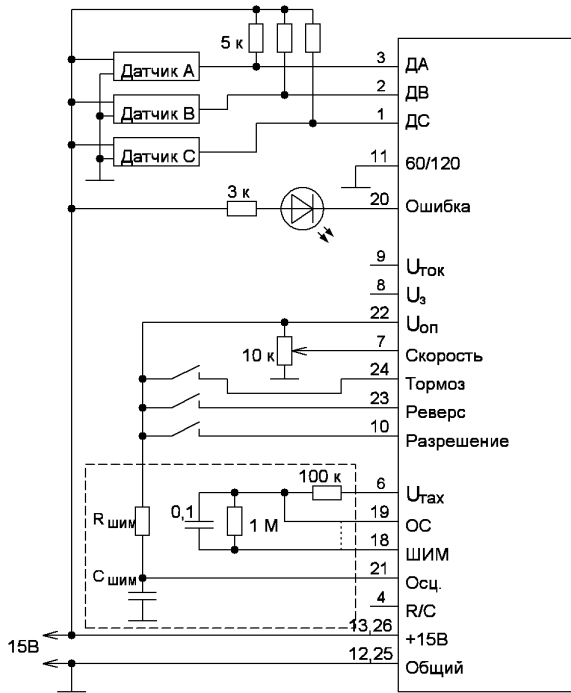 5 к
Датчик А
3 ДА
Датчик В
2 ДВ
Датчик С
1 ДС
11 60/120
3 к
20 Ошибка
9 Uток
8 Uз
22 Uоп
10 к
7 Скорость
24 Тормоз
23 Реверс
10 Разрешение
100 к
6 Uтах
0,1
1 М
19 ОС
R шим
18 ШИМ
C шим
21 Осц.
4 R/C
13,26 +15В
15В
12,25 Общий